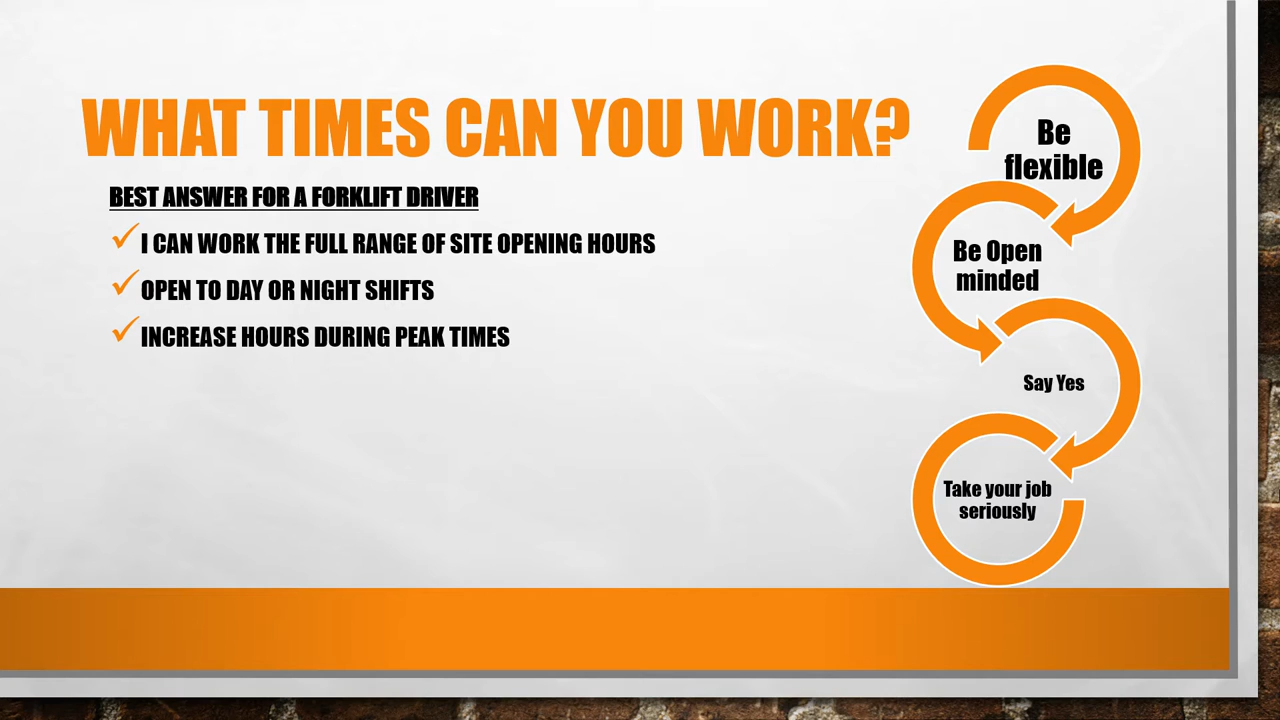 WHAT TIMES CAN YOU WORK?
BEST ANSWER FOR A FORKLIFT DRIVER
I CAN WORK THE FULL RANGE OF SITE OPENING HOURS
OPEN TO DAY OR NIGHT SHIFTS
INCREASE HOURS DURING PEAK TIMES
Be
flexible
Be Open
minded
Say Yes
Take your job
seriously